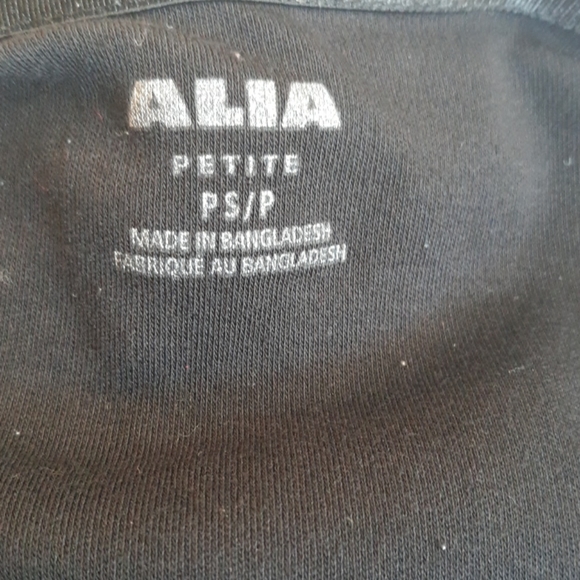 ALIA
PETITE
PS/P
MADE IN BANGLADESH
FABRIQUE AU BANGLADESH